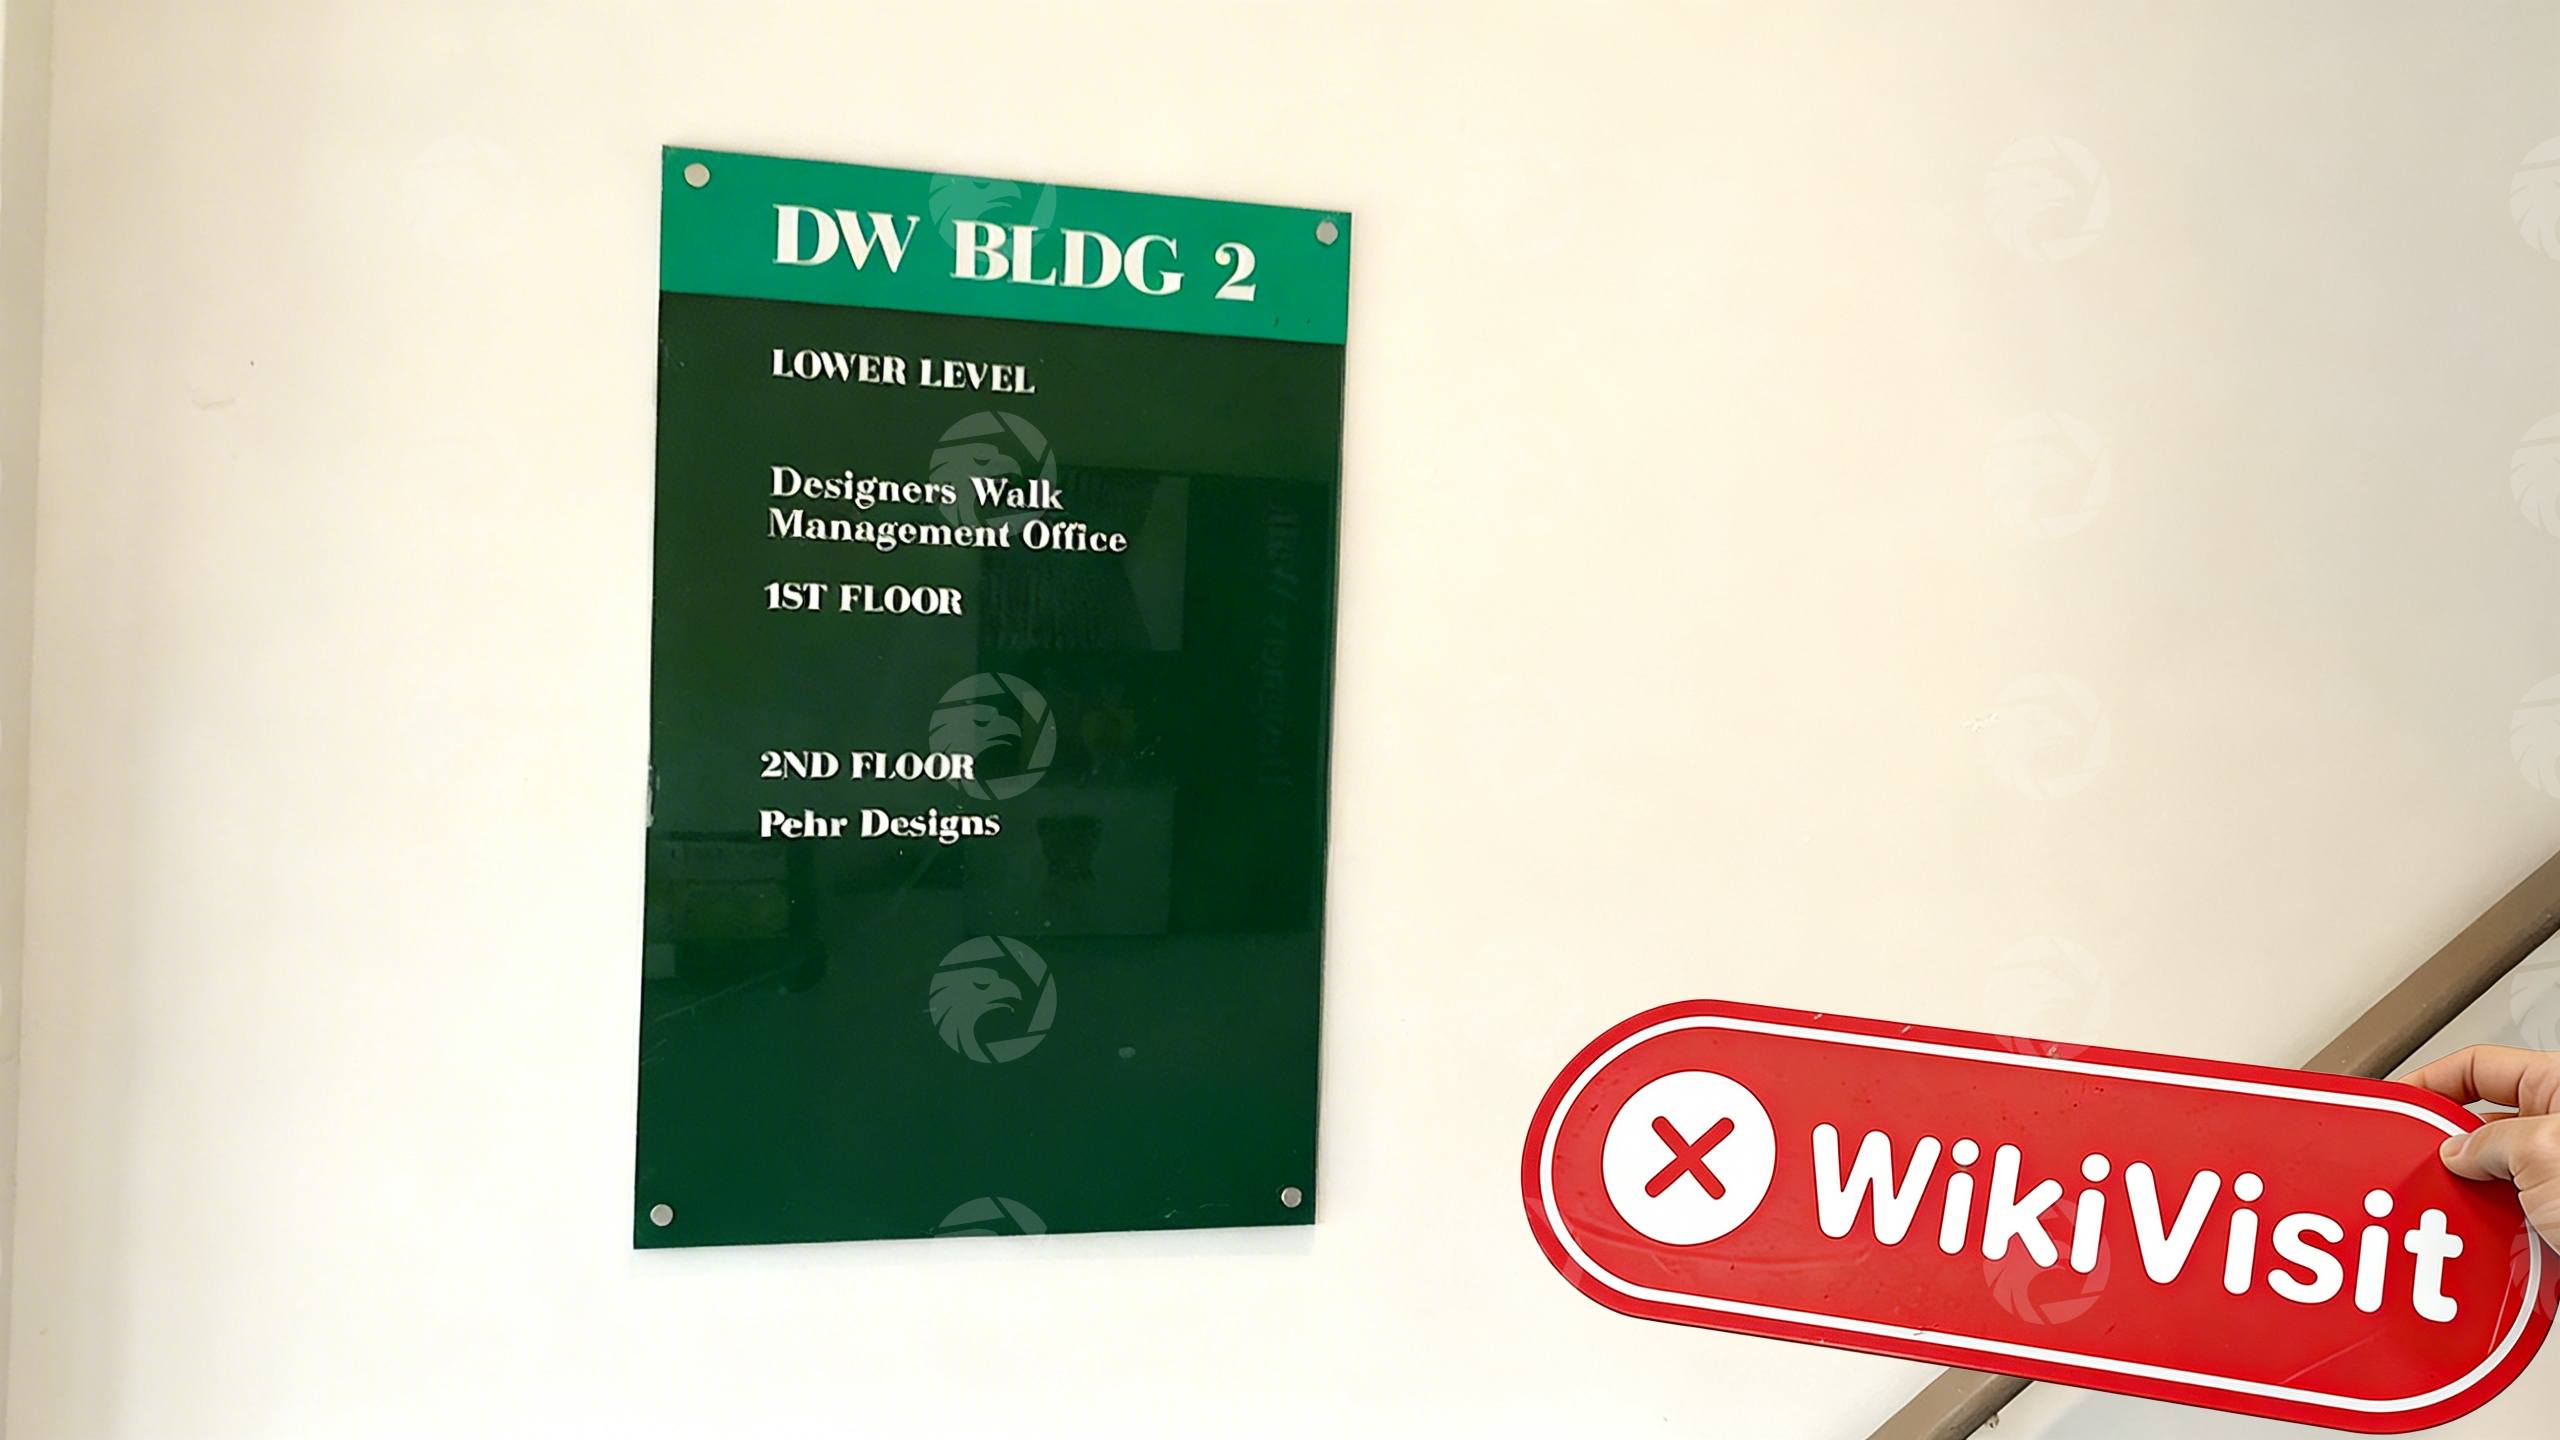 DW BLDG 2
LOWER LEVEL
Designers Walk
Management Office
1ST FLOOR
2ND FLOOR
Pehr Designs
WikiVisit